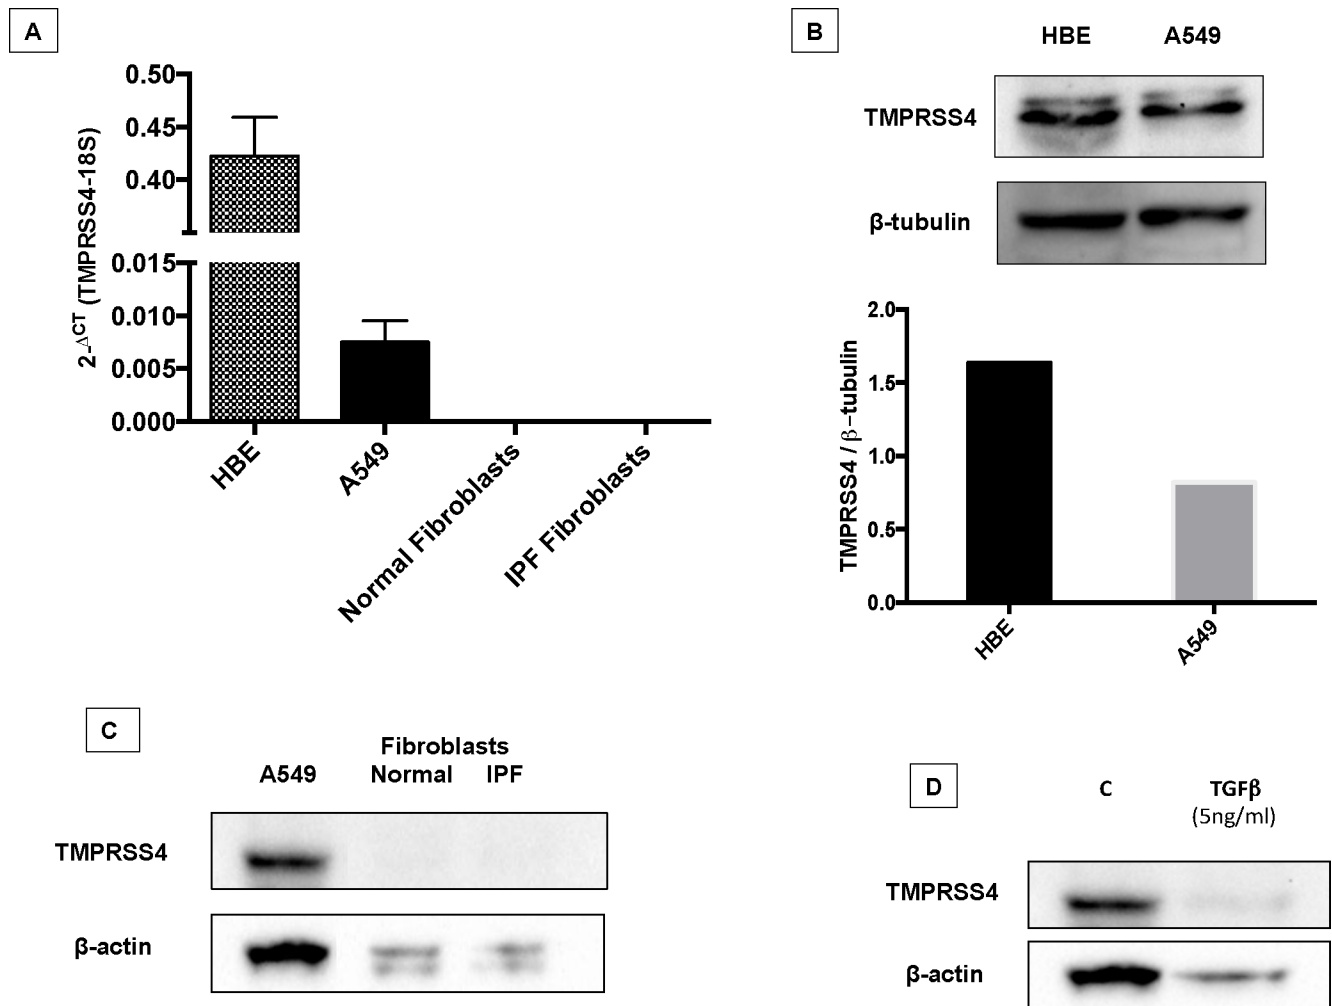 A
0.50
0.45
0.40
0.015
0.010
0.005
0.000
2-ΔCT (TMPRSS4-18S)
HBE
A549
Normal Fibroblasts
IPF Fibroblasts
B
HBE A549
TMPRSS4
β-tubulin
2.0
1.5
1.0
0.5
0.0
TMPRSS4 / β-tubulin
HBE
A549
C
Fibroblasts
A549 Normal IPF
TMPRSS4
β-actin
D
C TGFβ
(5ng/ml)
TMPRSS4
β-actin